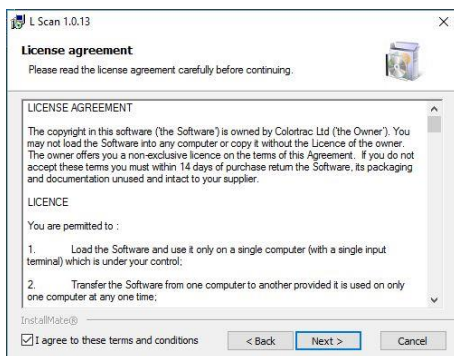 L Scan 1.0.13
License agreement
Please read the license agreement carefully before continuing.
LICENSE AGREEMENT
The copyright in this software ('the Software') is owned by Colortrac Ltd ('the Owner'). You
may not load the Software into any computer or copy it without the Licence of the owner.
The owner offers you a non-exclusive licence on the terms of this Agreement. If you do not
accept these terms you must within 14 days of purchase return the Software, its packaging
and documentation unused and intact to your supplier.
LICENCE
You are permitted to :
1. Load the Software and use it only on a single computer (with a single input
terminal) which is under your control;
2. Transfer the Software from one computer to another provided it is used on only
one computer at any one time;
InstallMate®
I agree to these terms and conditions
< Back Next > Cancel